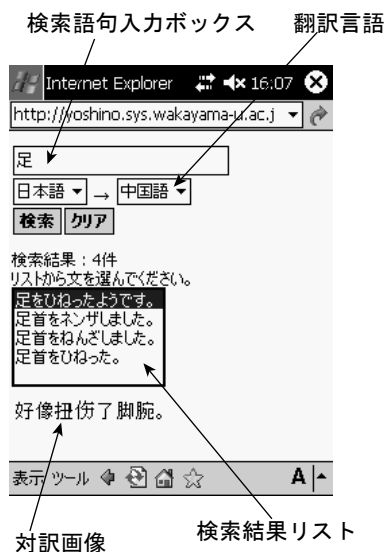 検索語句入力ボックス
翻訳言語
Internet Explorer 16:07
http://yoshino.sys.wakayama-u.ac.j
足
日本語 → 中国語
検索 クリア
検索結果：4件
リストから文を選んでください。
足をひねったようです。
足首をネンザしました。
足首をねんざしました。
足首をひねった。
好像扭伤了脚腕。
表示 ツール A
対訳画像
検索結果リスト